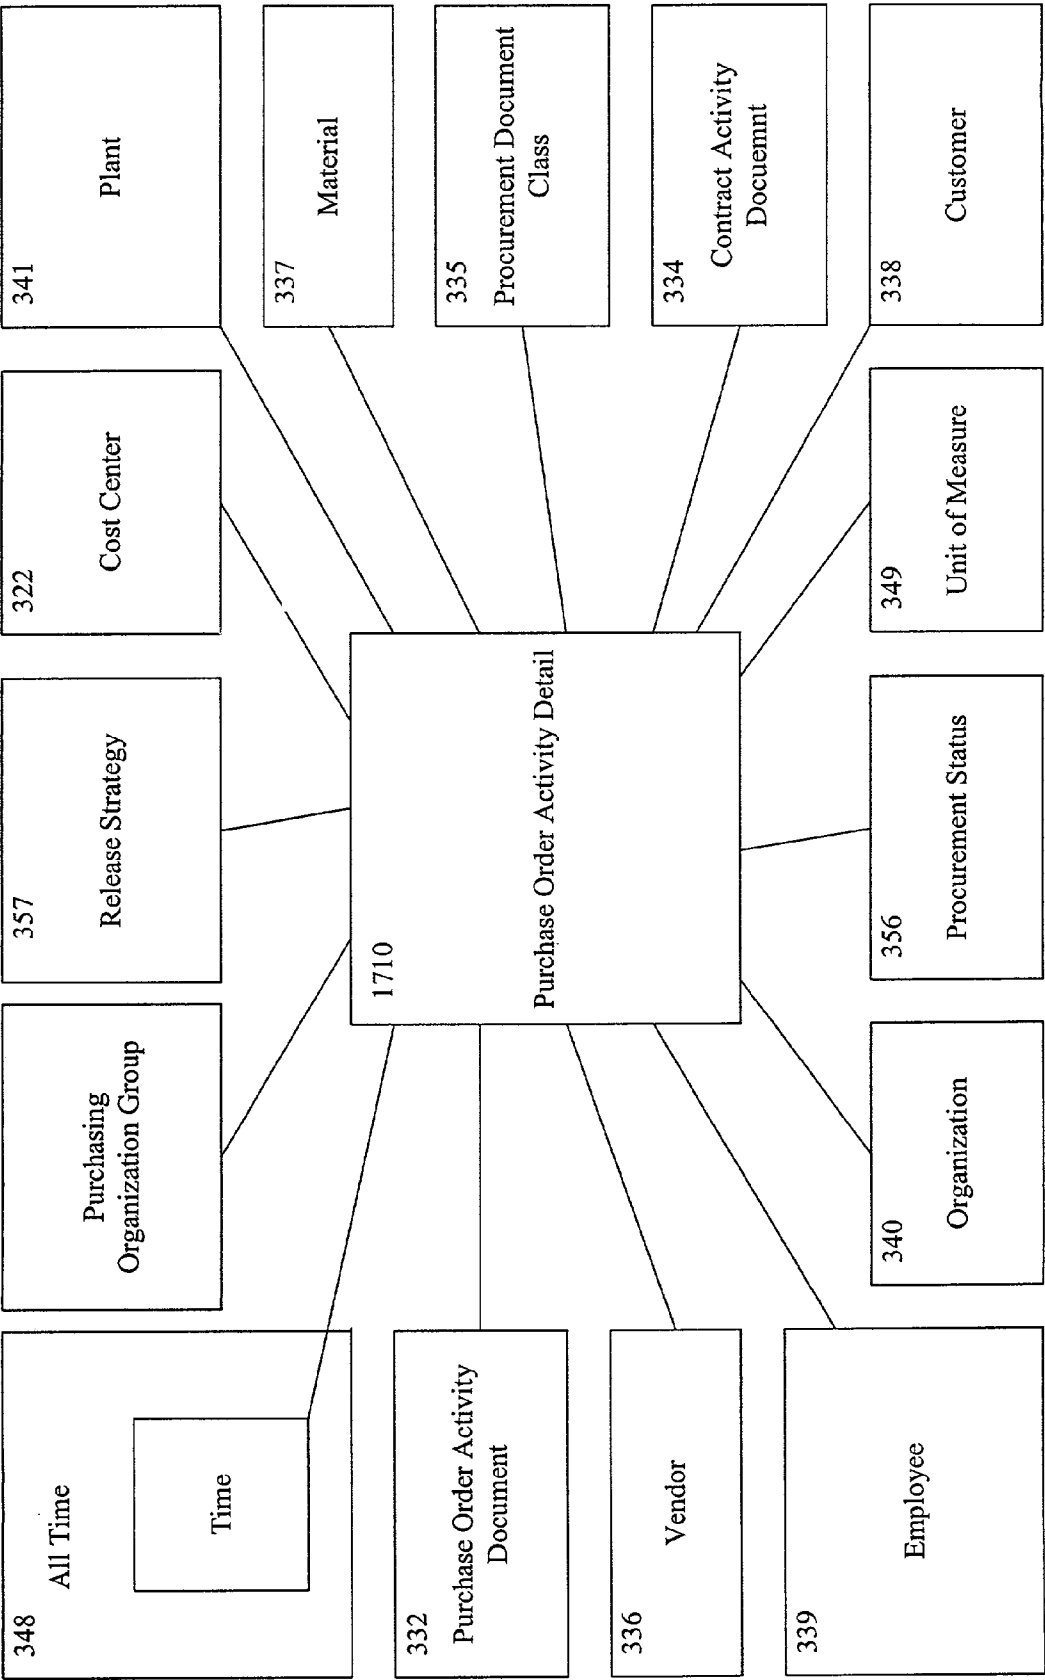 348
All Time
Time
Purchasing
Organization Group
357
Release Strategy
322
Cost Center
341
Plant
332
Purchase Order Activity
Document
1710
Purchase Order Activity Detail
337
Material
335
Procurement Document
Class
336
Vendor
334
Contract Activity
Docuemnt
339
Employee
340
Organization
356
Procurement Status
349
Unit of Measure
338
Customer